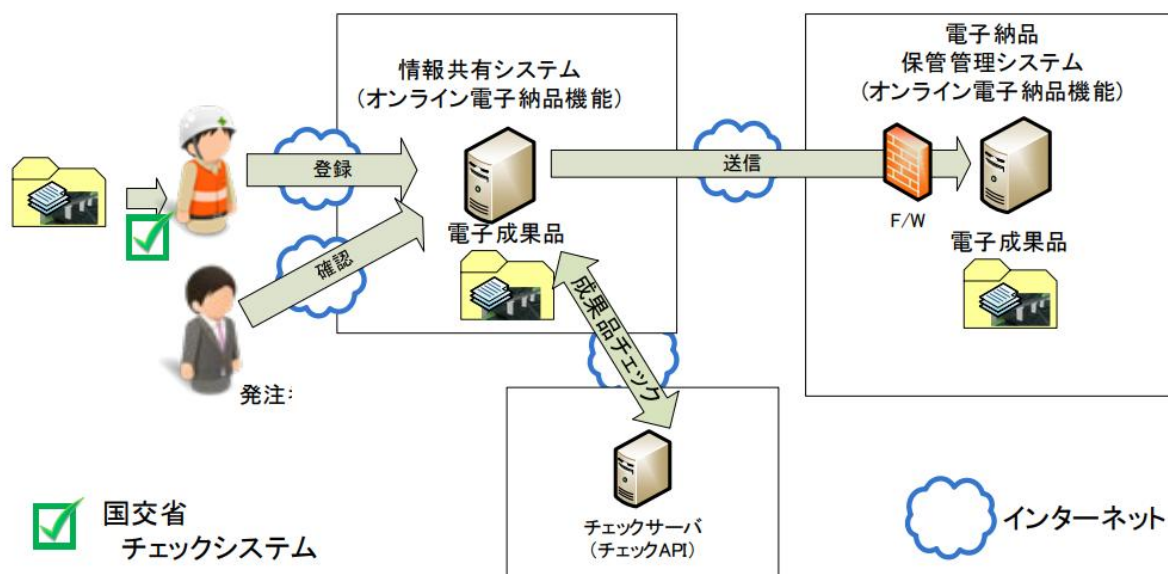 情報共有システム
（オンライン電子納品機能）
電子納品
保管管理システム
（オンライン電子納品機能）
登録
送信
F/W
電子成果品
電子成果品
確認
成果品チェック
発注
チェックサーバ
（チェックAPI）
国交省
チェックシステム
インターネット